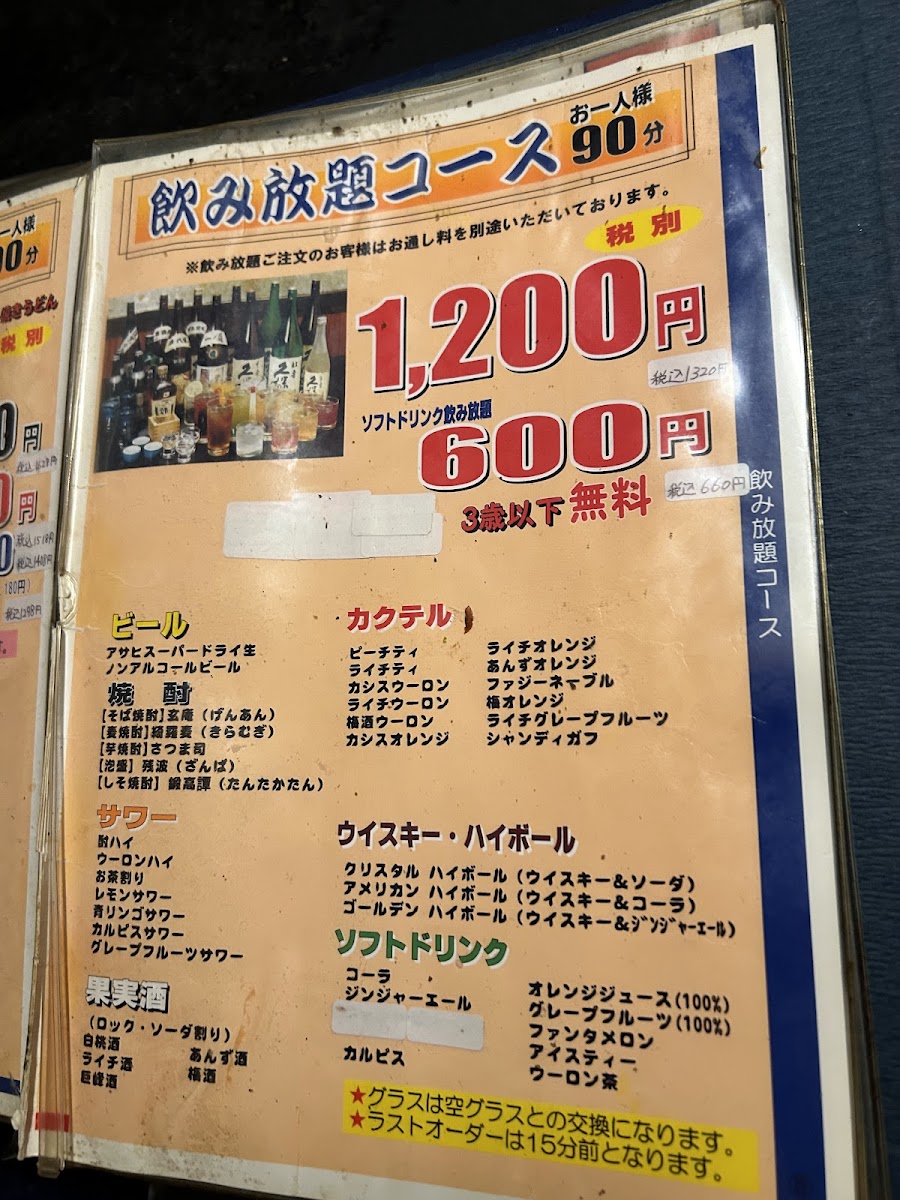 一人様
90分
焼きうどん
税別
円
円
180円)
飲み放題コース
お一人様
90分
※飲み放題ご注文のお客様はお通し料を別途いただいております。
税別
1,200円
税込1320円
ソフトドリンク飲み放題
600円
税込660円
3歳以下無料
飲み放題コース
ビール
アサヒスーパードライ生
ノンアルコールビール
焼酎
【そば焼酎】玄庵（げんあん）
【麦焼酎】綺羅麦（きらむぎ）
【芋焼酎】さつま司
【泡盛】残波（ざんぱ）
【しそ焼酎】鍛高譚（たんたかたん）
サワー
酎ハイ
ウーロンハイ
お茶割り
レモンサワー
青リンゴサワー
カルピスサワー
グレープフルーツサワー
果実酒
（ロック・ソーダ割り）
白桃酒
ライチ酒
巨峰酒
あんず酒
梅酒
カクテル
ピーチティ
ライチティ
カシスウーロン
ライチウーロン
梅酒ウーロン
カシスオレンジ
ライチオレンジ
あんずオレンジ
ファジーネーブル
梅オレンジ
ライチグレープフルーツ
シャンディガフ
ウイスキー・ハイボール
クリスタル ハイボール（ウイスキー＆ソーダ）
アメリカン ハイボール（ウイスキー＆コーラ）
ゴールデン ハイボール（ウイスキー＆ｼﾞﾝｼﾞｬｰｴｰﾙ）
ソフトドリンク
コーラ
ジンジャーエール
カルピス
オレンジジュース(100%)
グレープフルーツ(100%)
ファンタメロン
アイスティー
ウーロン茶
★グラスは空グラスとの交換になります。
★ラストオーダーは15分前となります。